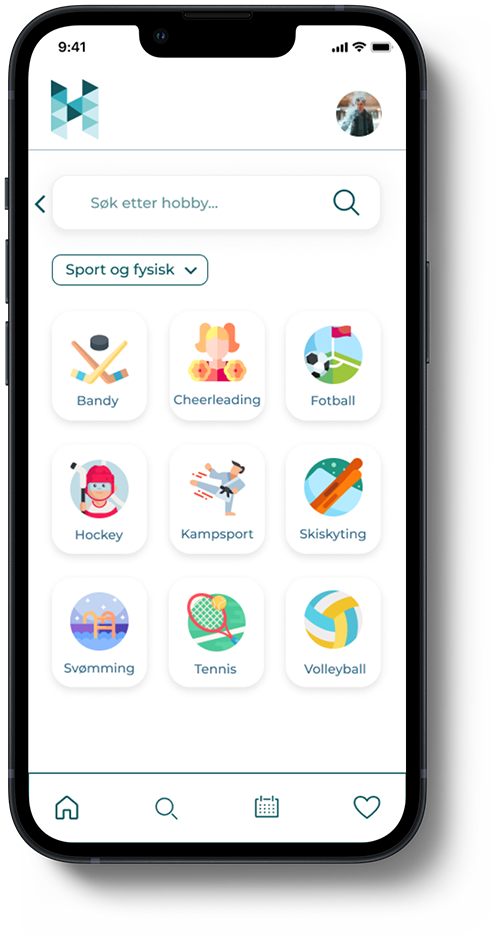 9:41
H
Søk etter hobby...
Sport og fysisk
Bandy
Cheerleading
Fotball
Hockey
Kampsport
Skiskyting
Svømming
Tennis
Volleyball